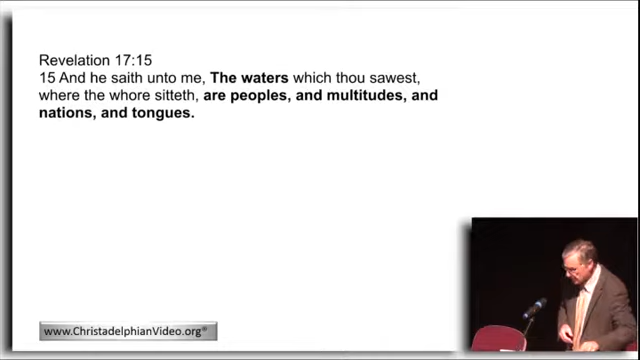 Revelation 17:15
15 And he saith unto me, The waters which thou sawest,
where the whore sitteth, are peoples, and multitudes, and
nations, and tongues.
www.ChristadelphianVideo.org®